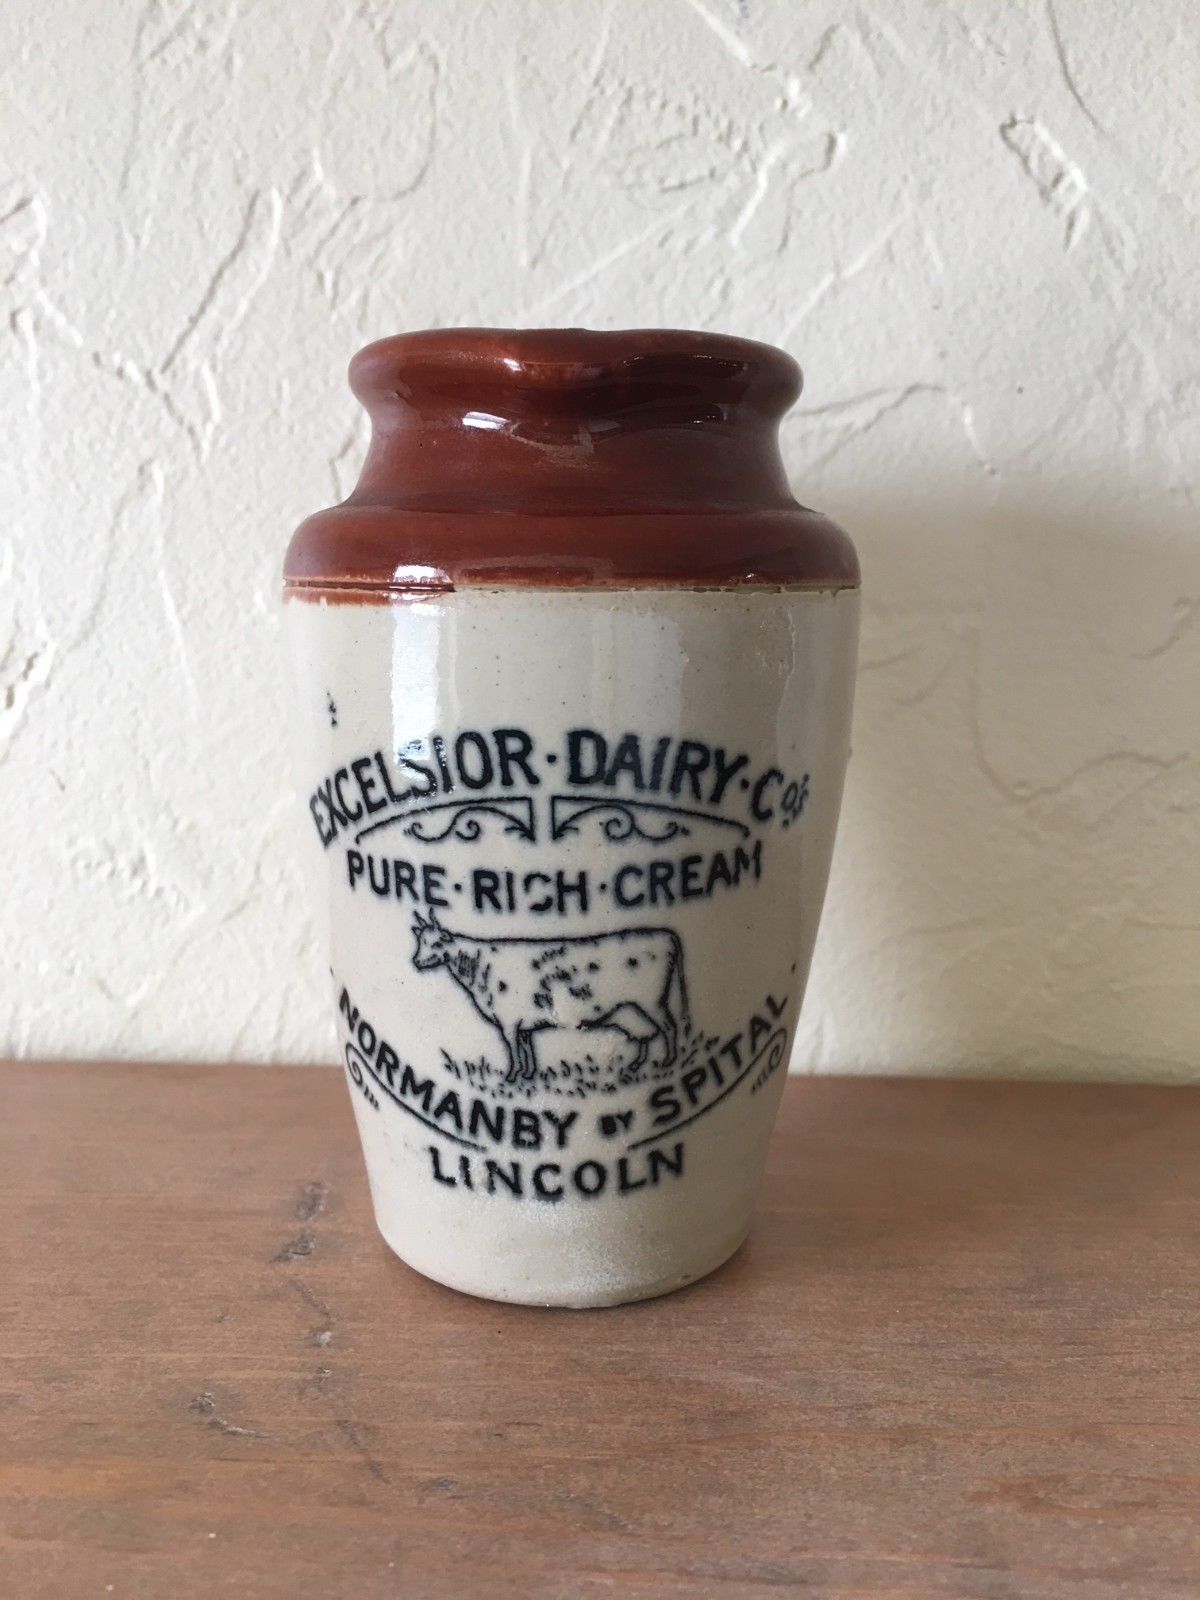 EXCELSIOR · DAIRY · Co's
PURE · RICH · CREAM
NORMANBY BY SPITAL
LINCOLN